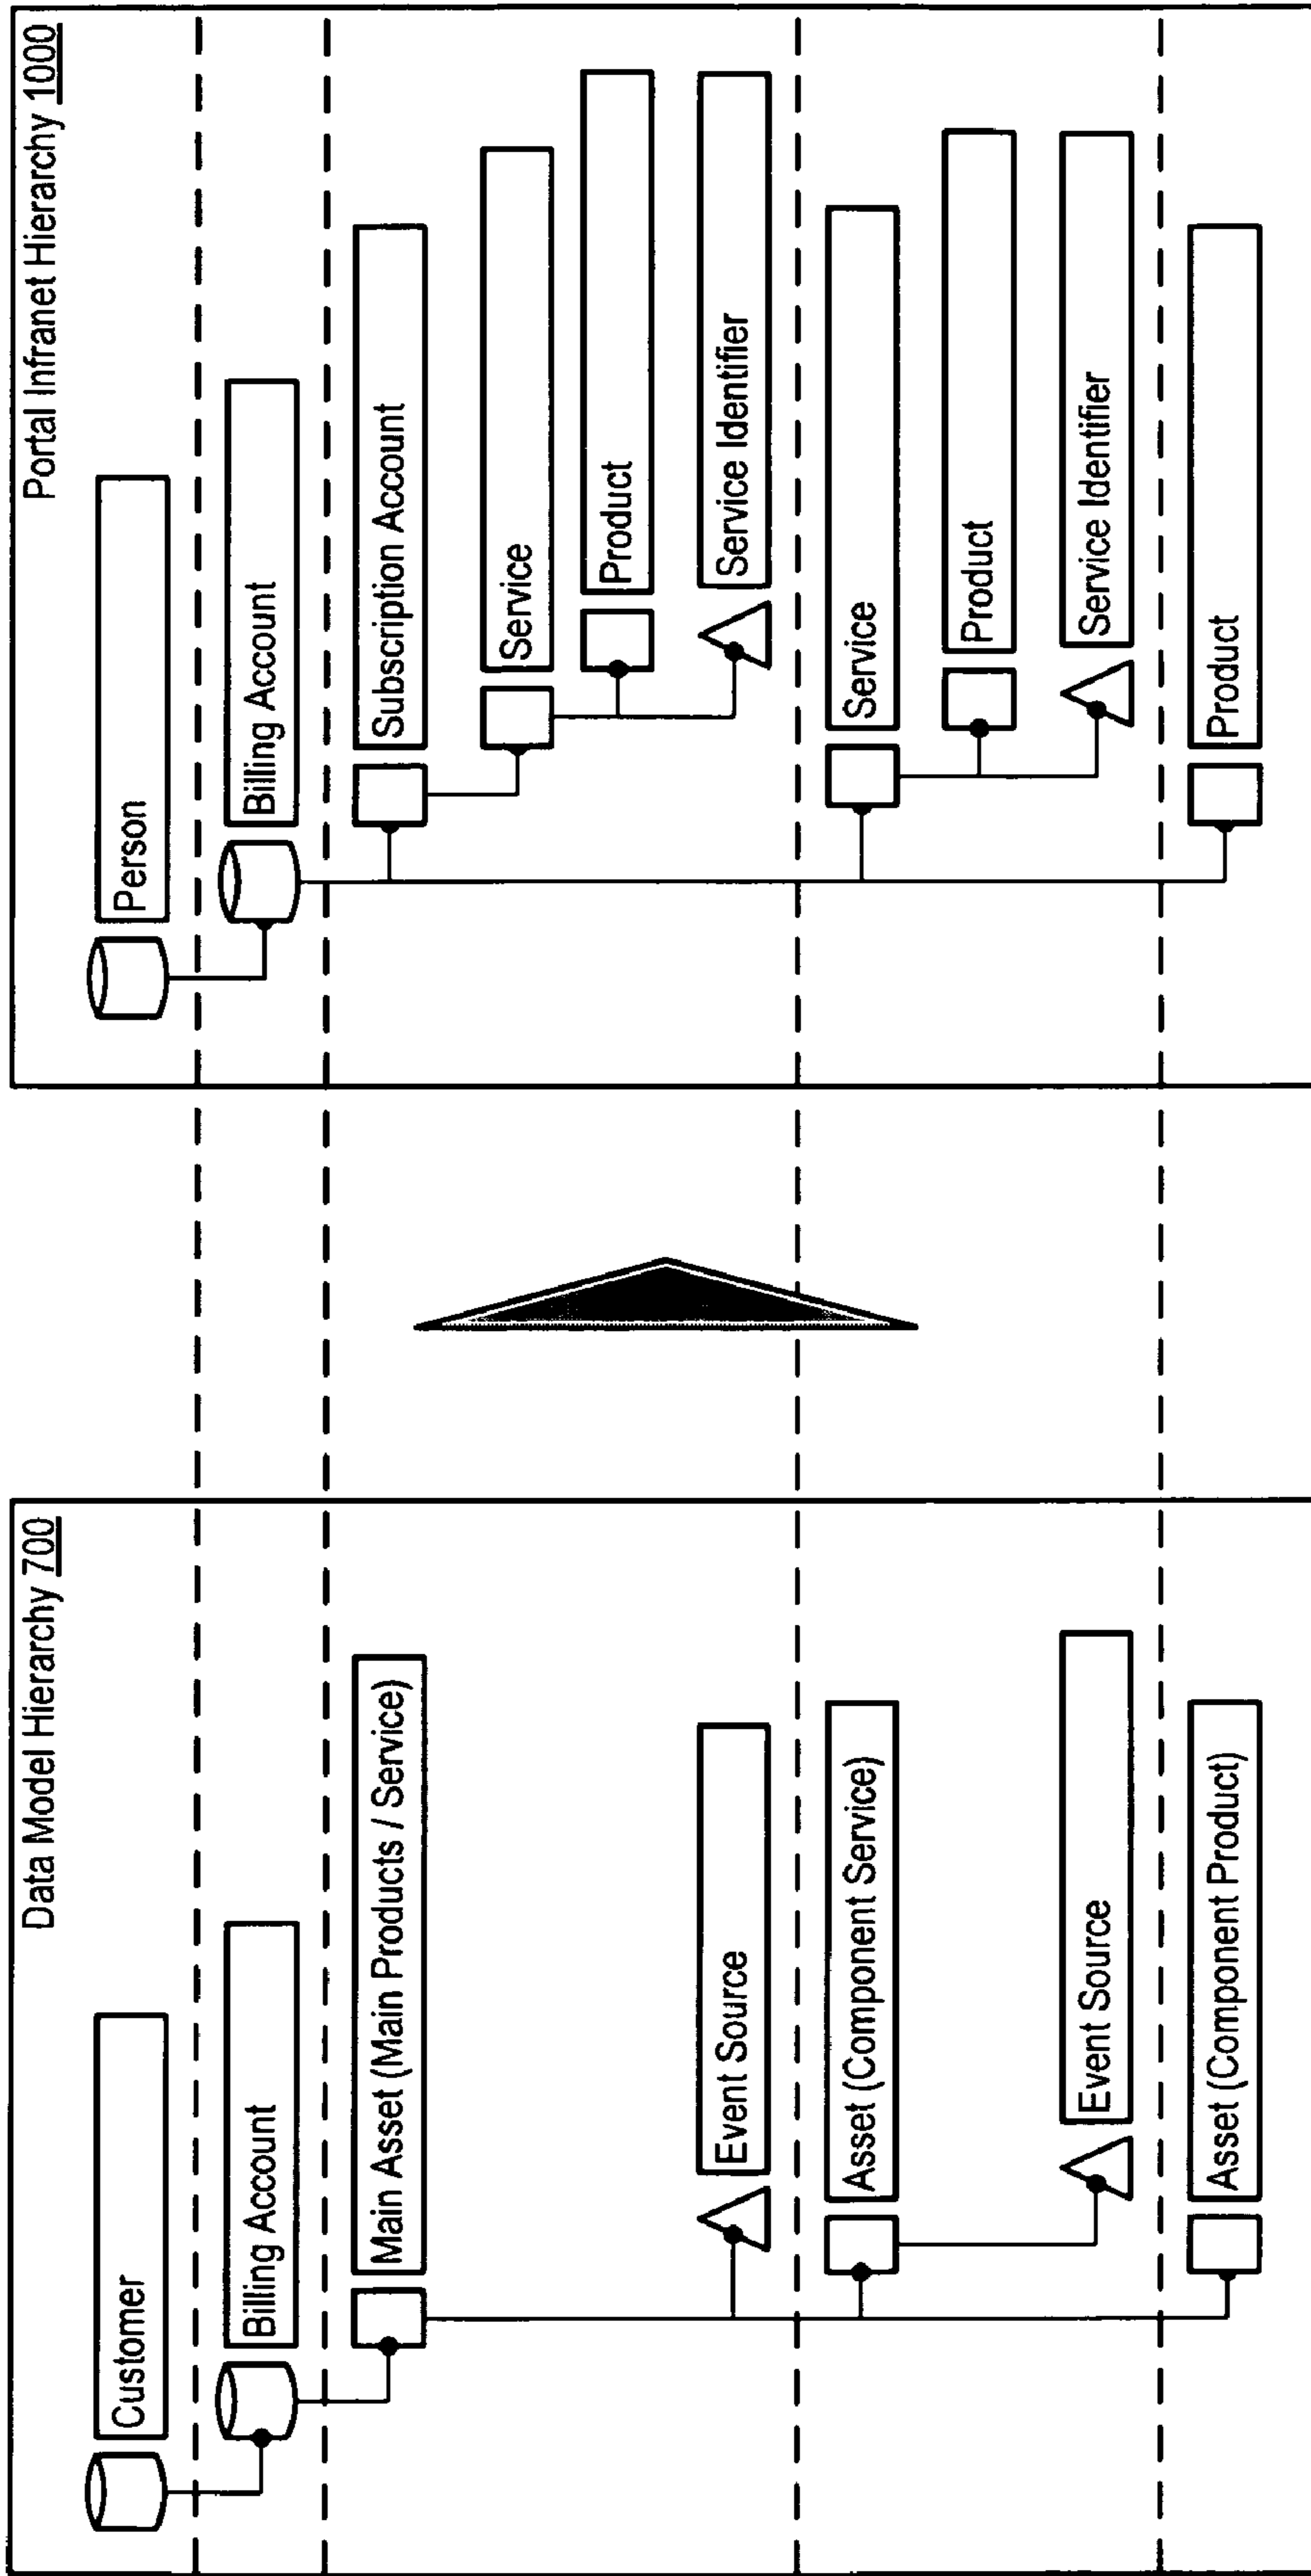 Data Model Hierarchy 700
Customer
Billing Account
Main Asset (Main Products / Service)
Event Source
Asset (Component Service)
Event Source
Asset (Component Product)
Portal Infranet Hierarchy 1000
Person
Billing Account
Subscription Account
Service
Product
Service Identifier
Service
Product
Service Identifier
Product